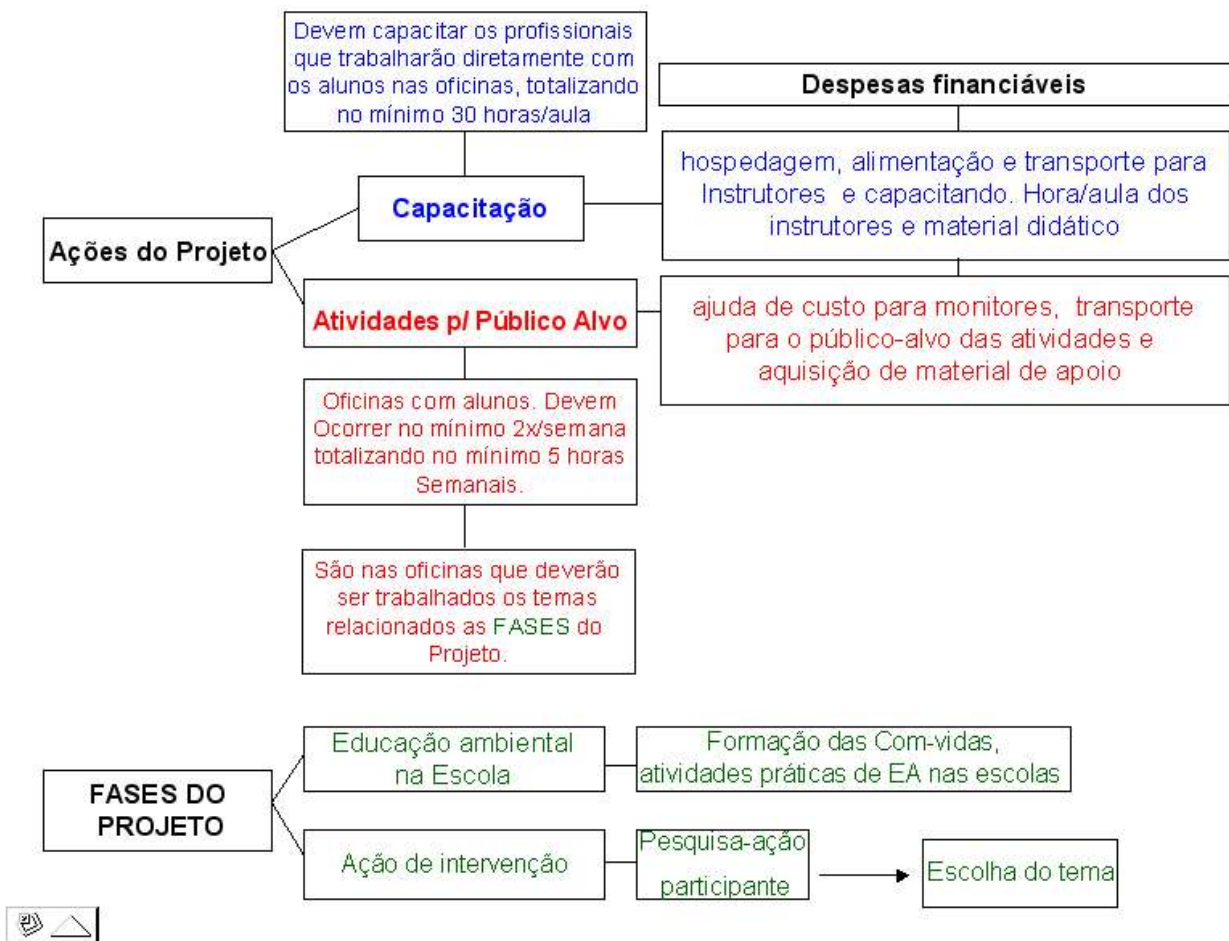 Devem capacitar os profissionais
que trabalharão diretamente com
os alunos nas oficinas, totalizando
no mínimo 30 horas/aula
Despesas financiáveis
hospedagem, alimentação e transporte para
Instrutores e capacitando. Hora/aula dos
instrutores e material didático
Capacitação
Ações do Projeto
Atividades p/ Público Alvo
ajuda de custo para monitores, transporte
para o público-alvo das atividades e
aquisição de material de apoio
Oficinas com alunos. Devem
Ocorrer no mínimo 2x/semana
totalizando no mínimo 5 horas
Semanais.
São nas oficinas que deverão
ser trabalhados os temas
relacionados as FASES do
Projeto.
FASES DO
PROJETO
Educação ambiental
na Escola
Formação das Com-vidas,
atividades práticas de EA nas escolas
Ação de intervenção
Pesquisa-ação
participante
Escolha do tema